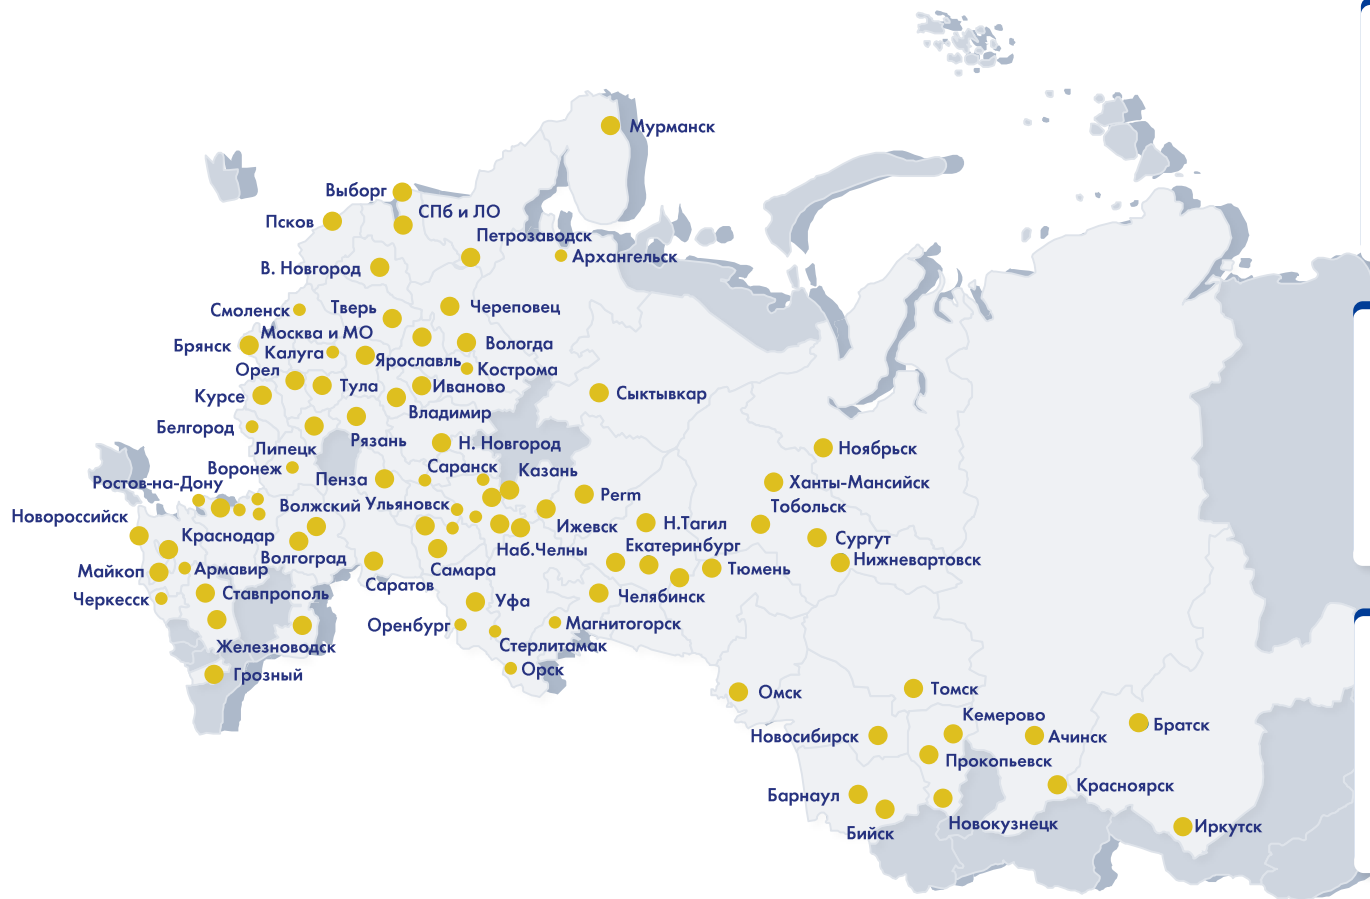 Мурманск
Выборг
СПб и ЛО
Псков
Петрозаводск
Архангельск
В. Новгород
Смоленск
Тверь
Череповец
Москва и МО
Брянск
Калуга
Ярославль
Вологда
Орел
Кострома
Курсе
Тула
Иваново
Сыктывкар
Владимир
Белгород
Липецк
Рязань
Н. Новгород
Ноябрьск
Воронеж
Саранск
Казань
Ростов-на-Дону
Пенза
Ханты-Мансийск
Perm
Волжский
Ульяновск
Тобольск
Новороссийск
Ижевск
Н.Тагил
Краснодар
Сургут
Наб.Челны
Екатеринбург
Волгоград
Нижневартовск
Майкоп
Армавир
Самара
Тюмень
Саратов
Черкесск
Ставпрополь
Челябинск
Уфа
Оренбург
Магнитогорск
Железноводск
Стерлитамак
Грозный
Орск
Омск
Томск
Кемерово
Новосибирск
Ачинск
Братск
Прокопьевск
Красноярск
Барнаул
Новокузнецк
Бийск
Иркутск